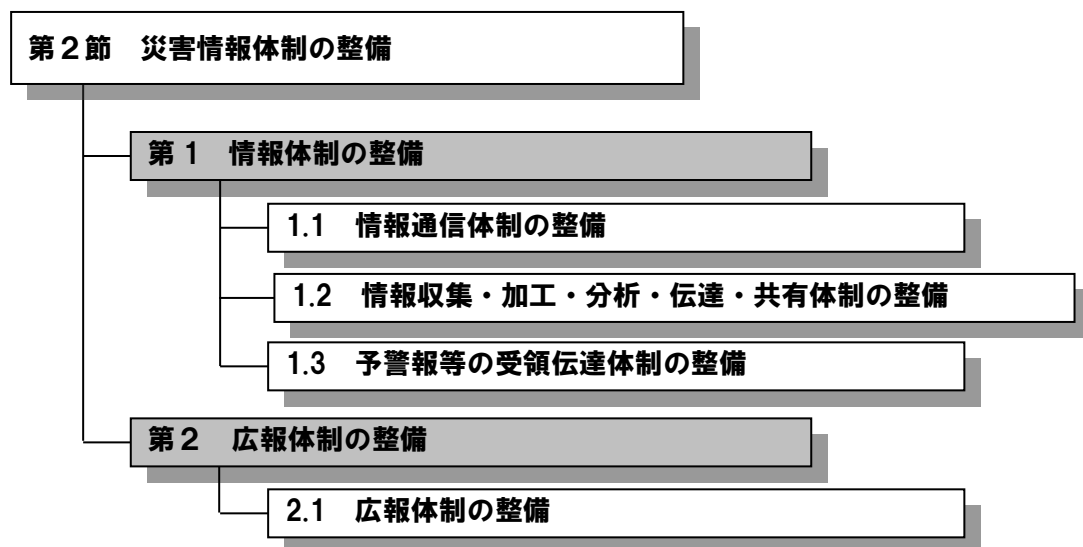 第２節　災害情報体制の整備
第１　情報体制の整備
1.1　情報通信体制の整備
1.2　情報収集・加工・分析・伝達・共有体制の整備
1.3　予警報等の受領伝達体制の整備
第２　広報体制の整備
2.1　広報体制の整備